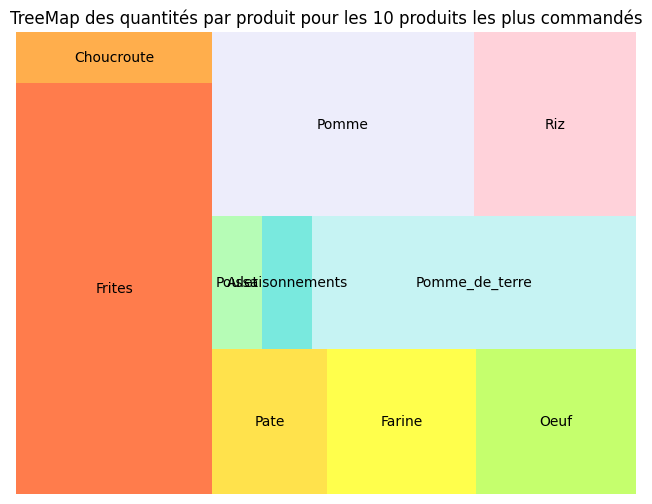 TreeMap des quantités par produit pour les 10 produits les plus commandés
Choucroute
Pomme
Riz
Frites
Poulet
Assaisonnements
Pomme_de_terre
Pate
Farine
Oeuf